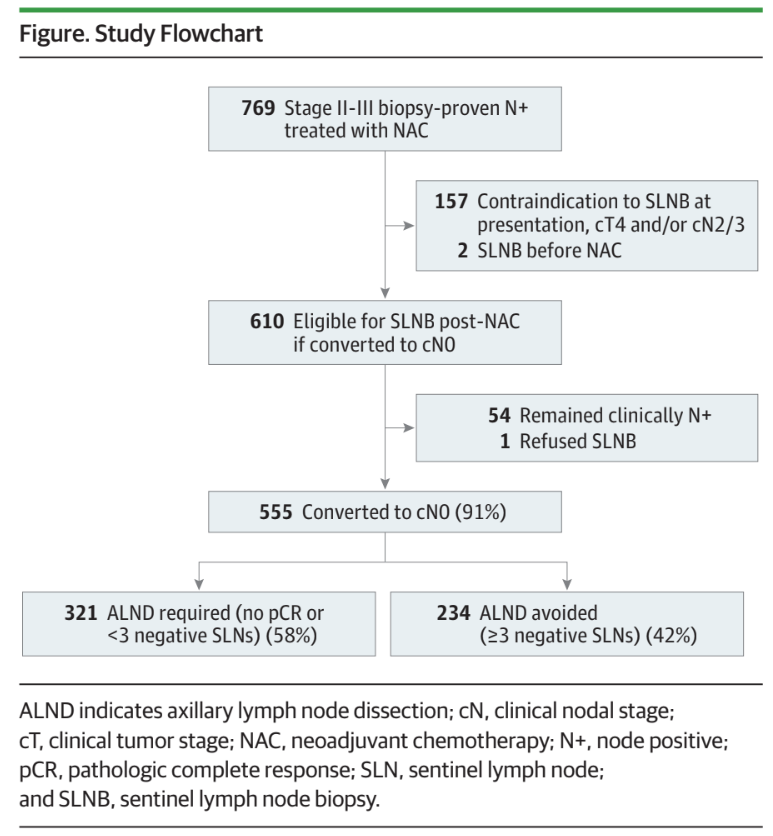 Figure. Study Flowchart
769 Stage II-III biopsy-proven N+
treated with NAC
157 Contraindication to SLNB at
presentation, cT4 and/or cN2/3
2 SLNB before NAC
610 Eligible for SLNB post-NAC
if converted to cN0
54 Remained clinically N+
1 Refused SLNB
555 Converted to cN0 (91%)
321 ALND required (no pCR or
<3 negative SLNs) (58%)
234 ALND avoided
(≥3 negative SLNs) (42%)
ALND indicates axillary lymph node dissection; cN, clinical nodal stage;
cT, clinical tumor stage; NAC, neoadjuvant chemotherapy; N+, node positive;
pCR, pathologic complete response; SLN, sentinel lymph node;
and SLNB, sentinel lymph node biopsy.